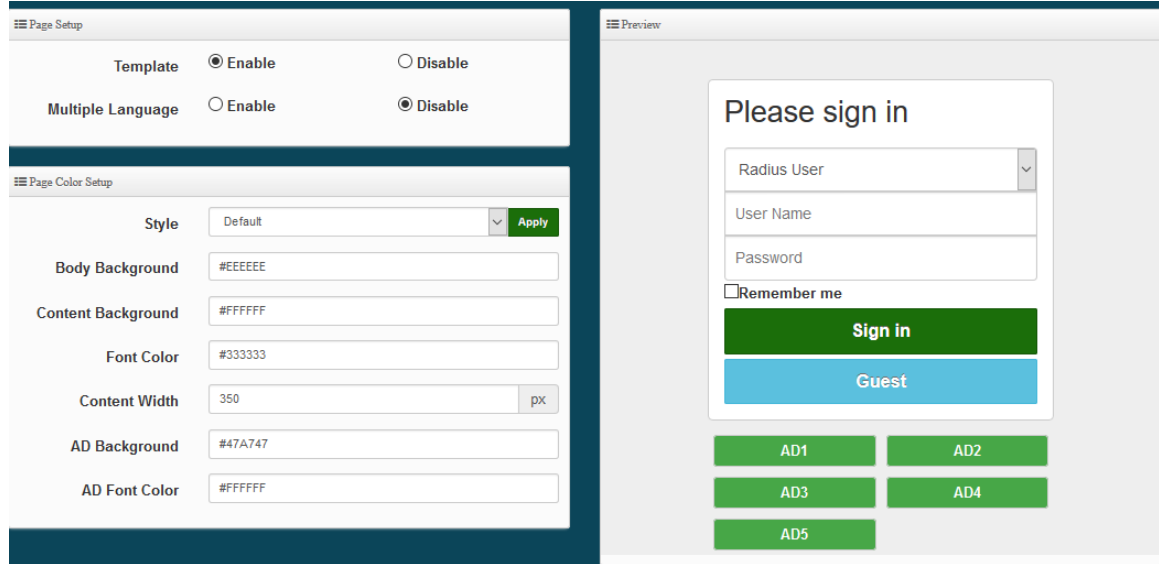 Page Setup
Template Enable Disable
Multiple Language Enable Disable
Page Color Setup
Style Default Apply
Body Background #EEEEEE
Content Background #FFFFFF
Font Color #333333
Content Width 350 px
AD Background #47A747
AD Font Color #FFFFFF
Preview
Please sign in
Radius User
User Name
Password
Remember me
Sign in
Guest
AD1 AD2
AD3 AD4
AD5